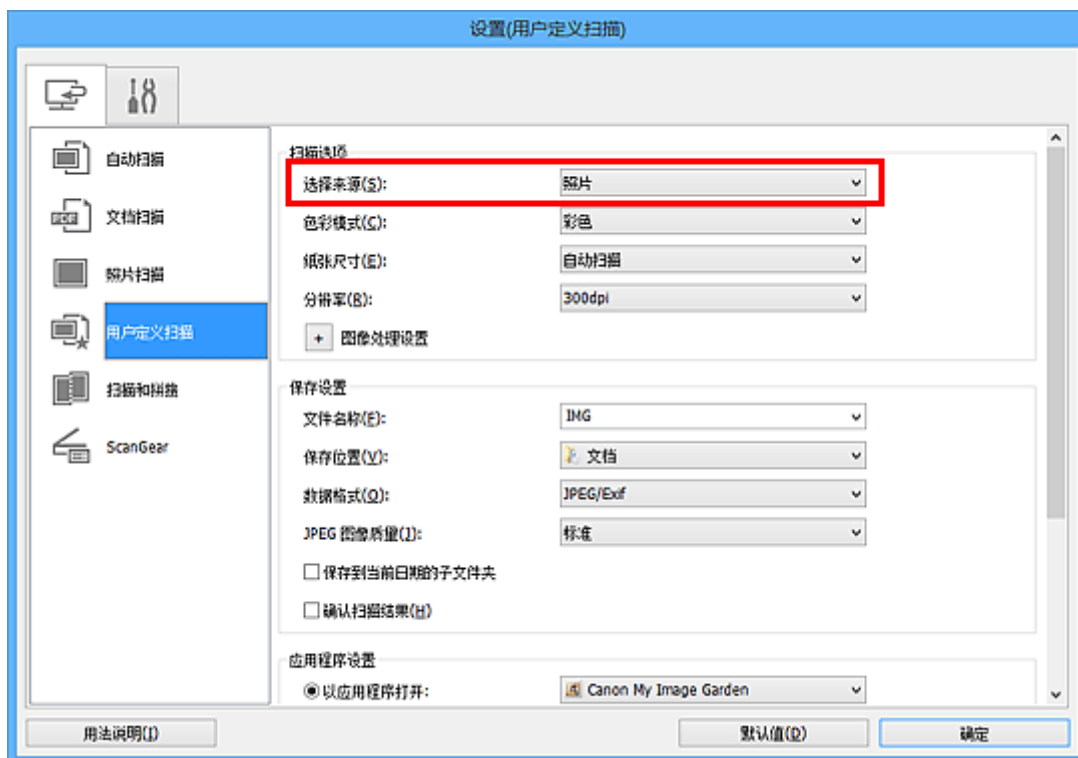 设置(用户定义扫描)
自动扫描
文档扫描
照片扫描
用户定义扫描
扫描和拼接
ScanGear
扫描选项
选择来源(S): 照片
色彩模式(C): 彩色
纸张尺寸(E): 自动扫描
分辨率(R): 300dpi
+ 图像处理设置
保存设置
文件名称(F): IMG
保存位置(V): 文档
数据格式(O): JPEG/Exif
JPEG 图像质量(J): 标准
保存到当前日期的子文件夹
确认扫描结果(H)
应用程序设置
以应用程序打开: Canon My Image Garden
用法说明(I) 默认值(D) 确定